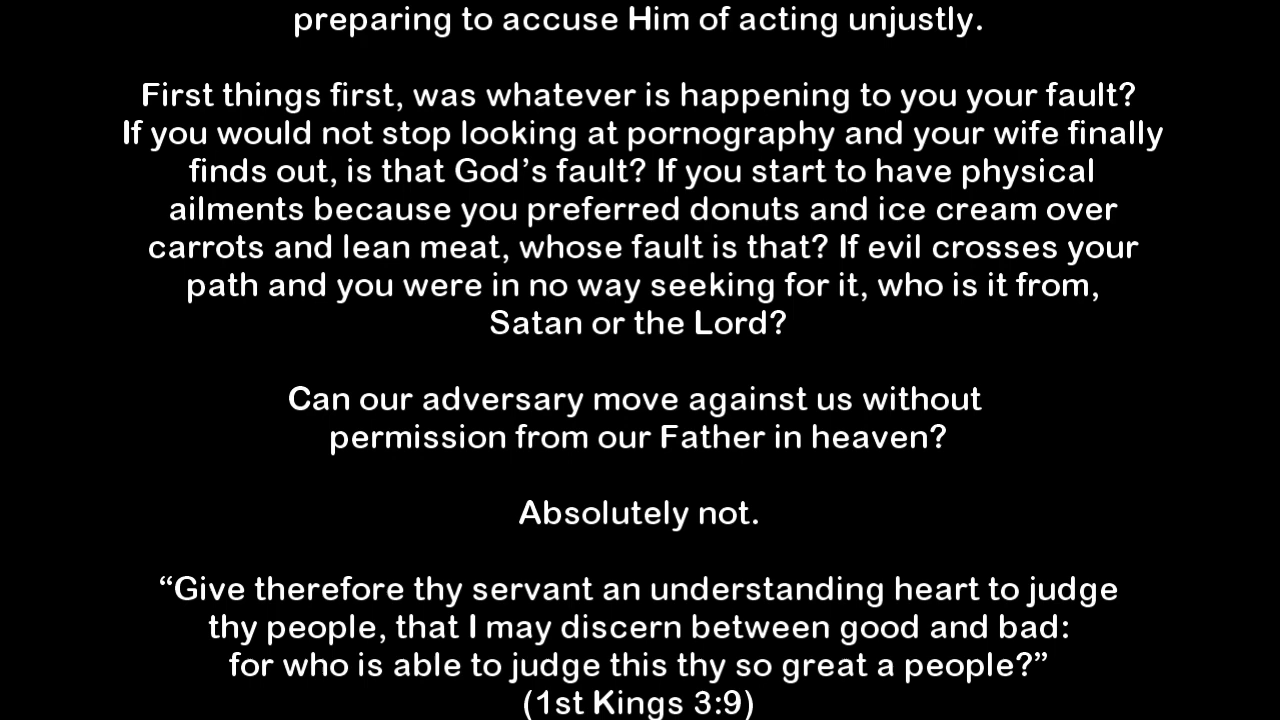 preparing to accuse Him of acting unjustly.
First things first, was whatever is happening to you your fault?
If you would not stop looking at pornography and your wife finally
finds out, is that God’s fault? If you start to have physical
ailments because you preferred donuts and ice cream over
carrots and lean meat, whose fault is that? If evil crosses your
path and you were in no way seeking for it, who is it from,
Satan or the Lord?
Can our adversary move against us without
permission from our Father in heaven?
Absolutely not.
“Give therefore thy servant an understanding heart to judge
thy people, that I may discern between good and bad:
for who is able to judge this thy so great a people?”
(1st Kings 3:9)